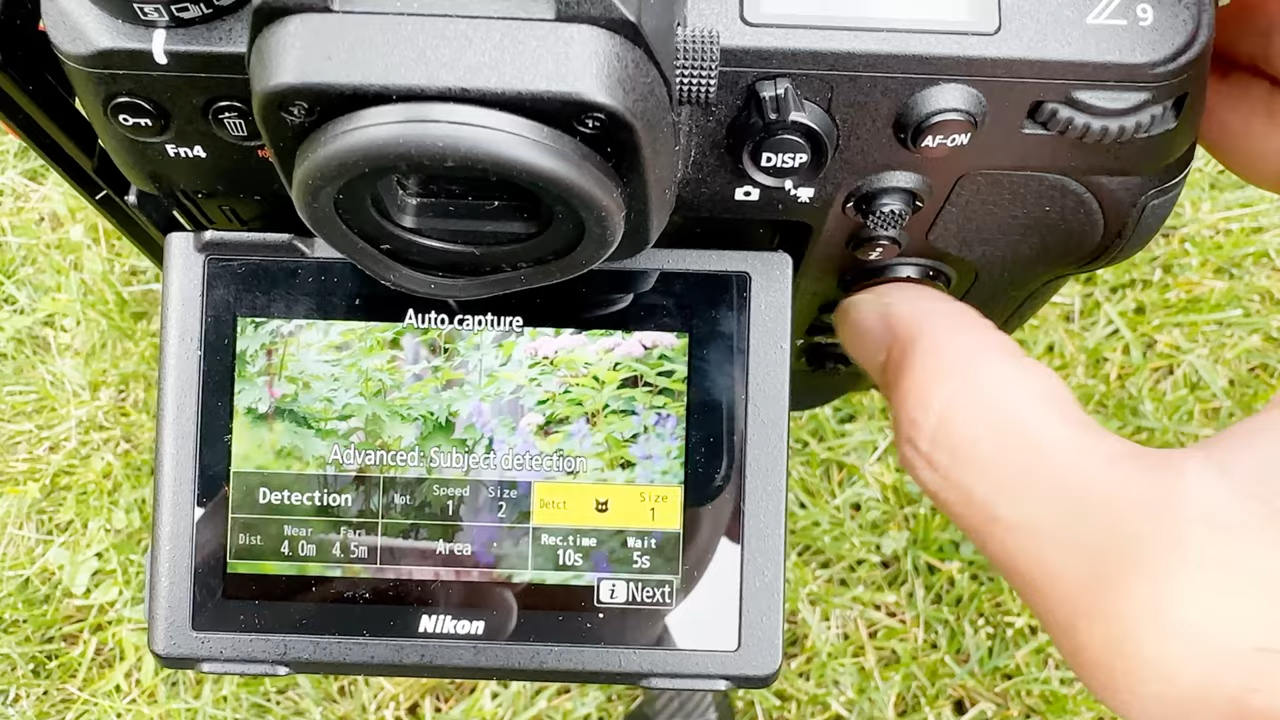 S
Z 9
Fn4
DISP
AF-ON
i
Auto capture
Advanced: Subject detection
Detection
Mot. Speed 1 Size 2
Detct. Size 1
Dist. Near 4.0m Far 4.5m
Area
Rec.time 10s Wait 5s
i Next
Nikon